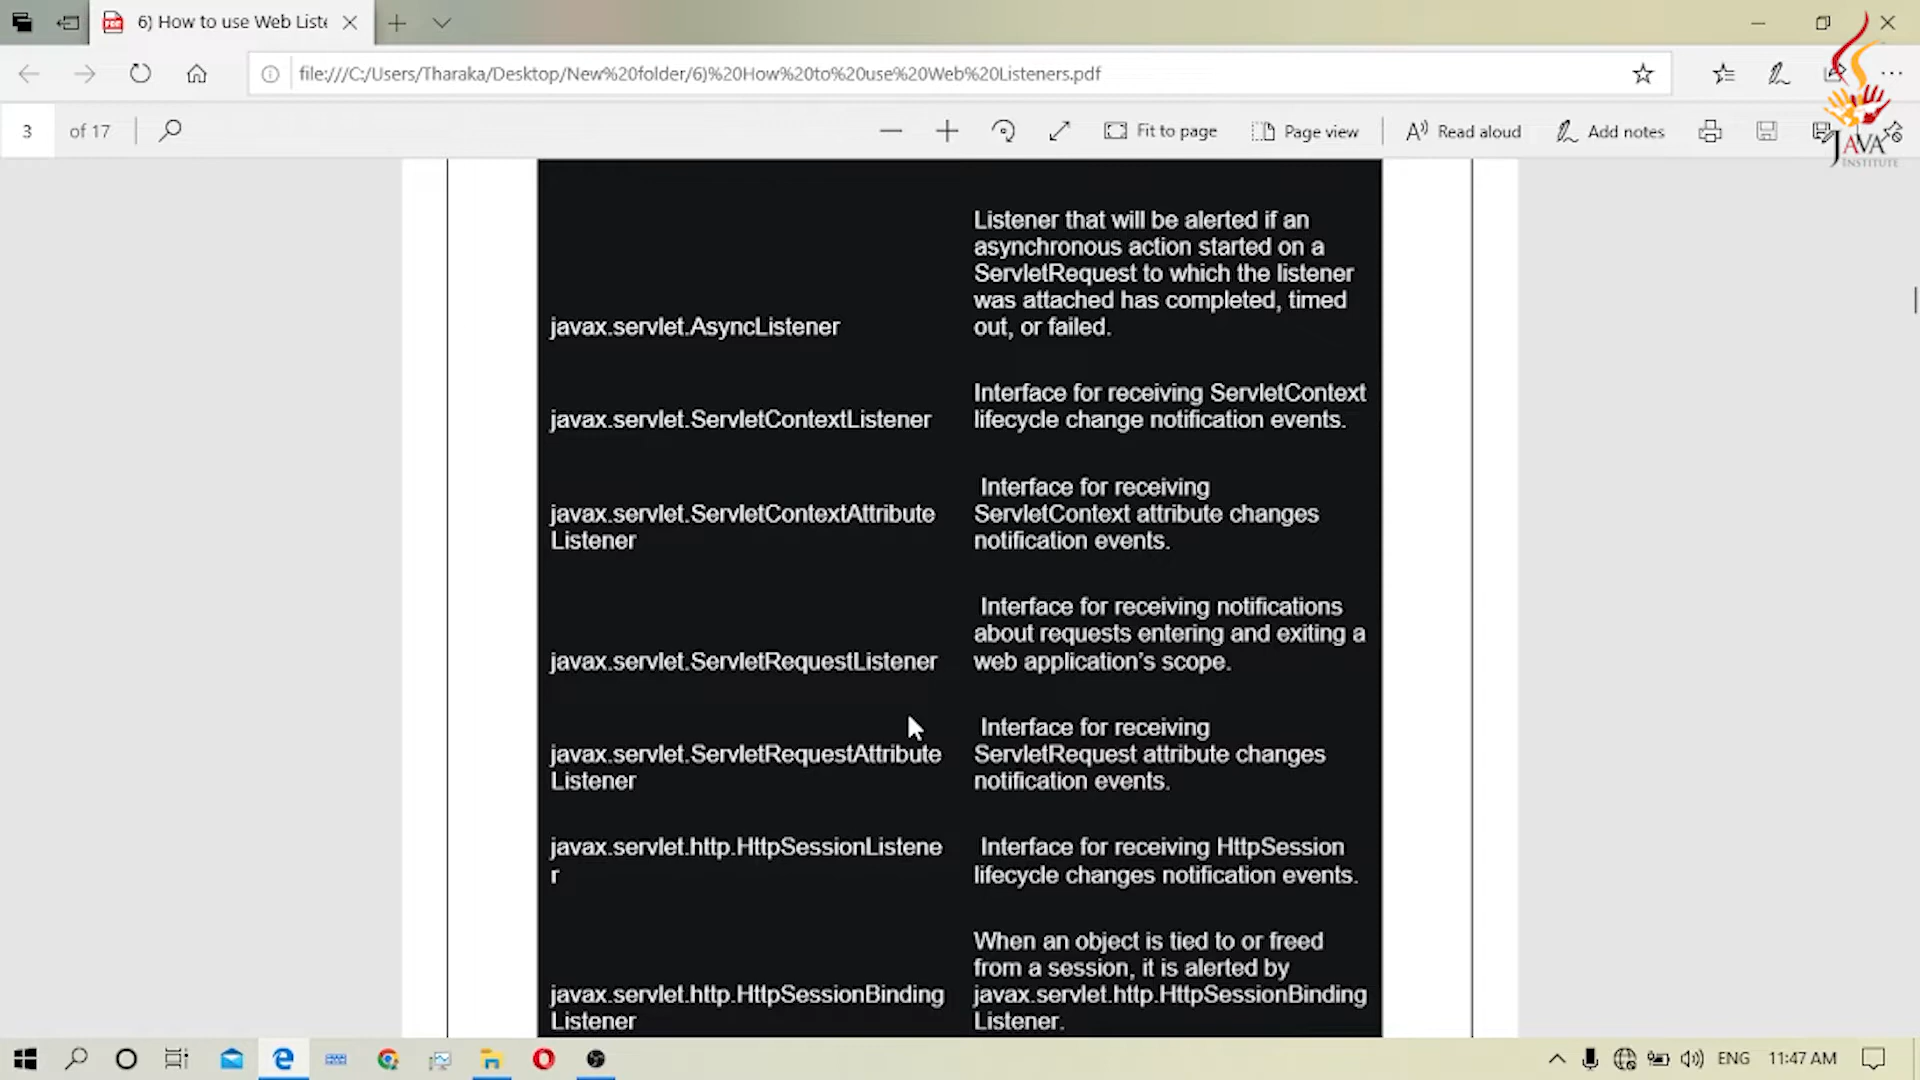 6) How to use Web Liste
file:///C:/Users/Tharaka/Desktop/New%20folder/6)%20How%20to%20use%20Web%20Listeners.pdf
3 of 17
Fit to page
Page view
Read aloud
Add notes
JAVA
INSTITUTE
Listener that will be alerted if an
asynchronous action started on a
ServletRequest to which the listener
was attached has completed, timed
javax.servlet.AsyncListener out, or failed.
Interface for receiving ServletContext
javax.servlet.ServletContextListener lifecycle change notification events.
Interface for receiving
javax.servlet.ServletContextAttribute ServletContext attribute changes
Listener notification events.
Interface for receiving notifications
about requests entering and exiting a
javax.servlet.ServletRequestListener web application’s scope.
Interface for receiving
javax.servlet.ServletRequestAttribute ServletRequest attribute changes
Listener notification events.
javax.servlet.http.HttpSessionListene Interface for receiving HttpSession
r lifecycle changes notification events.
When an object is tied to or freed
from a session, it is alerted by
javax.servlet.http.HttpSessionBinding javax.servlet.http.HttpSessionBinding
Listener Listener.
ENG 11:47 AM